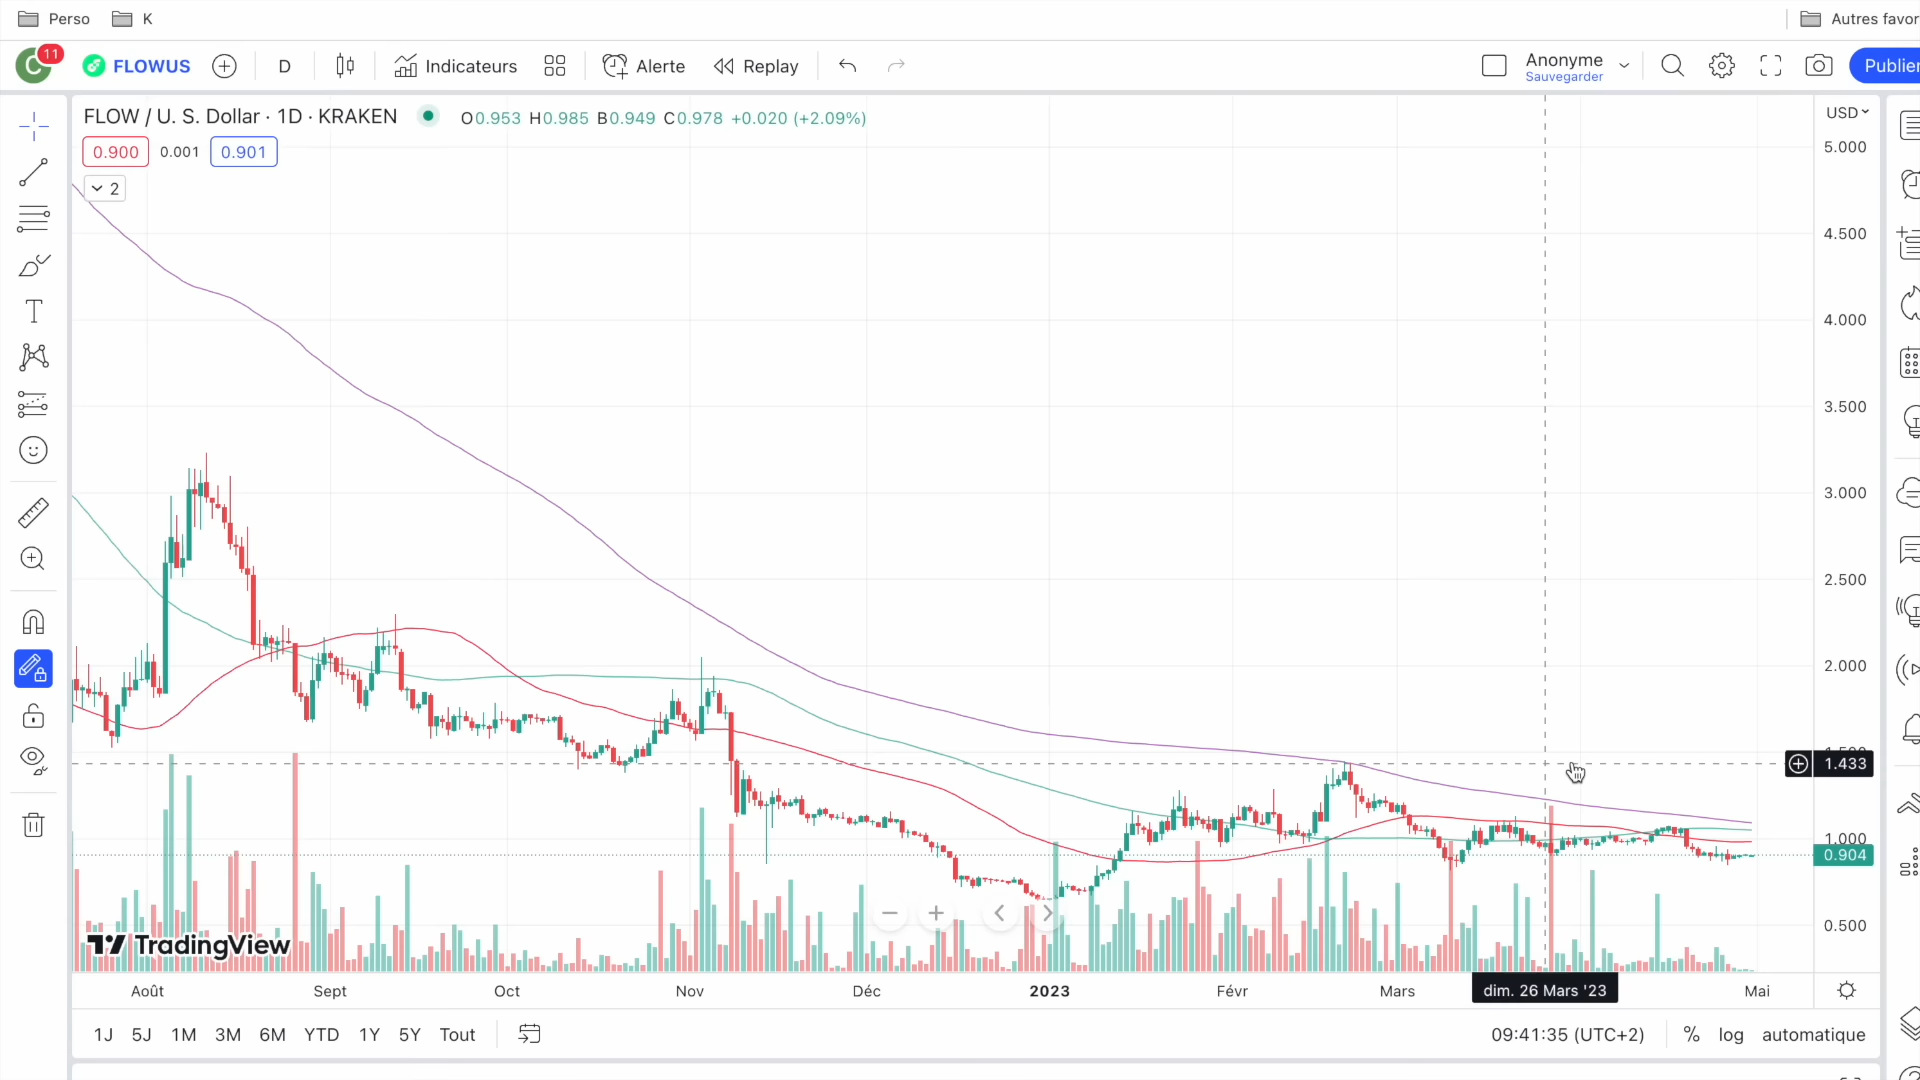 Perso K Autres favor
C 11 FLOWUS D Indicateurs Alerte Replay Anonyme Sauvegarder Publier
FLOW / U. S. Dollar · 1D · KRAKEN O0.953 H0.985 B0.949 C0.978 +0.020 (+2.09%) USD
0.900 0.001 0.901
2
5.000
4.500
4.000
3.500
3.000
2.500
2.000
1.433
1.000
0.904
0.500
TradingView
Août Sept Oct Nov Déc 2023 Févr Mars dim. 26 Mars '23 Mai
1J 5J 1M 3M 6M YTD 1Y 5Y Tout 09:41:35 (UTC+2) % log automatique